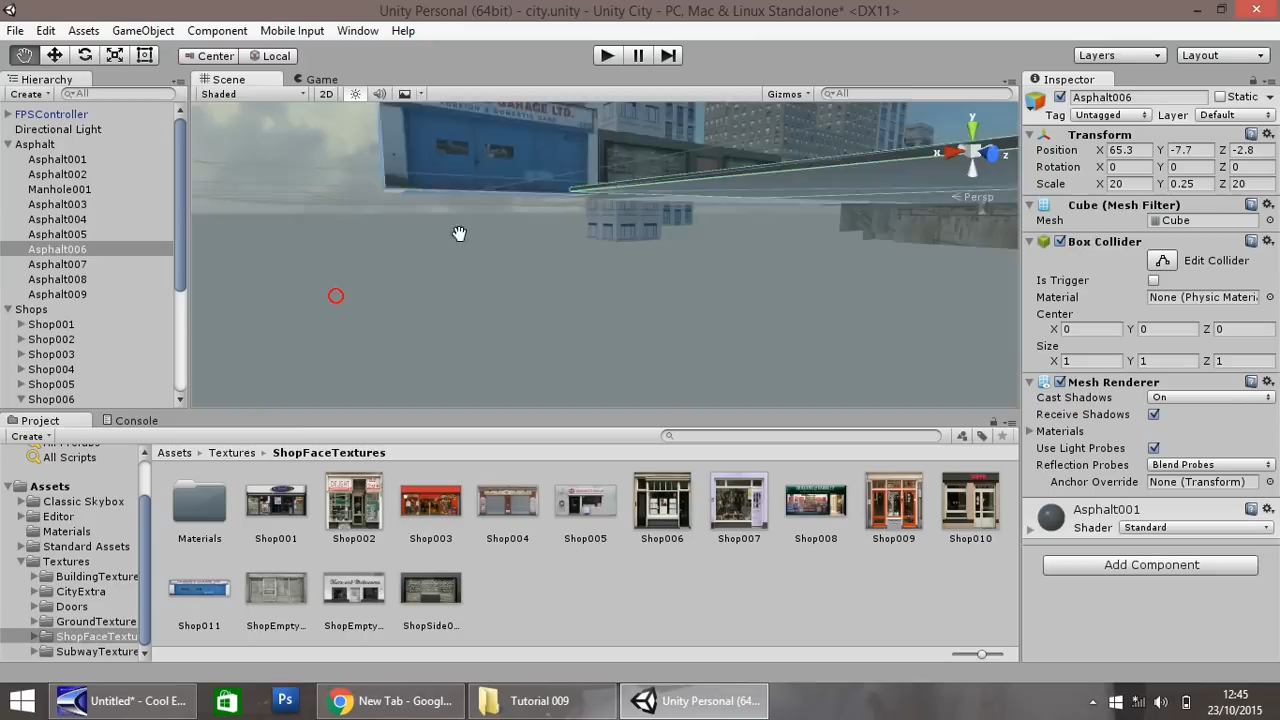 Unity Personal (64bit) - city.unity - Unity City - PC, Mac & Linux Standalone* <DX11>
File Edit Assets GameObject Component Mobile Input Window Help
Center Local Layers Layout
Hierarchy Scene Game Inspector
Create All Shaded 2D Gizmos All
Asphalt006 Static
Tag Untagged Layer Default
FPSController
Directional Light
Asphalt
Asphalt001
Asphalt002
Manhole001
Asphalt003
Asphalt004
Asphalt005
Asphalt006
Asphalt007
Asphalt008
Asphalt009
Shops
Shop001
Shop002
Shop003
Shop004
Shop005
Shop006
GARAGE LTD.
y
x
z
Persp
Transform
Position X 65.3 Y -7.7 Z -2.8
Rotation X 0 Y 0 Z 0
Scale X 20 Y 0.25 Z 20
Cube (Mesh Filter)
Mesh Cube
Box Collider
Edit Collider
Is Trigger
Material None (Physic Materi
Center
X 0 Y 0 Z 0
Size
X 1 Y 1 Z 1
Mesh Renderer
Cast Shadows On
Receive Shadows
Materials
Use Light Probes
Reflection Probes Blend Probes
Anchor Override None (Transform)
Asphalt001
Shader Standard
Add Component
Project Console
Create
All Prefabs
All Scripts
Assets
Classic Skybox
Editor
Materials
Standard Assets
Textures
BuildingTexture
CityExtra
Doors
GroundTexture
ShopFaceTextu
SubwayTexture
Assets Textures ShopFaceTextures
Materials Shop001 Shop002 Shop003 Shop004 Shop005 Shop006 Shop007 Shop008 Shop009 Shop010
Shop011 ShopEmpty... ShopEmpty... ShopSide0...
Untitled* - Cool E... Ps New Tab - Googl... Tutorial 009 Unity Personal (64...
12:45
23/10/2015